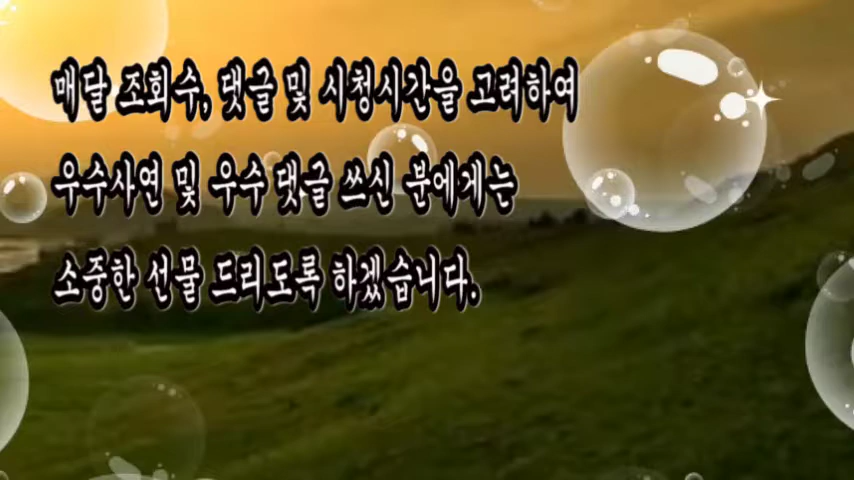 매달 조회수, 댓글 및 시청시간을 고려하여
우수사연 및 우수 댓글 쓰신 분에게는
소중한 선물 드리도록 하겠습니다.